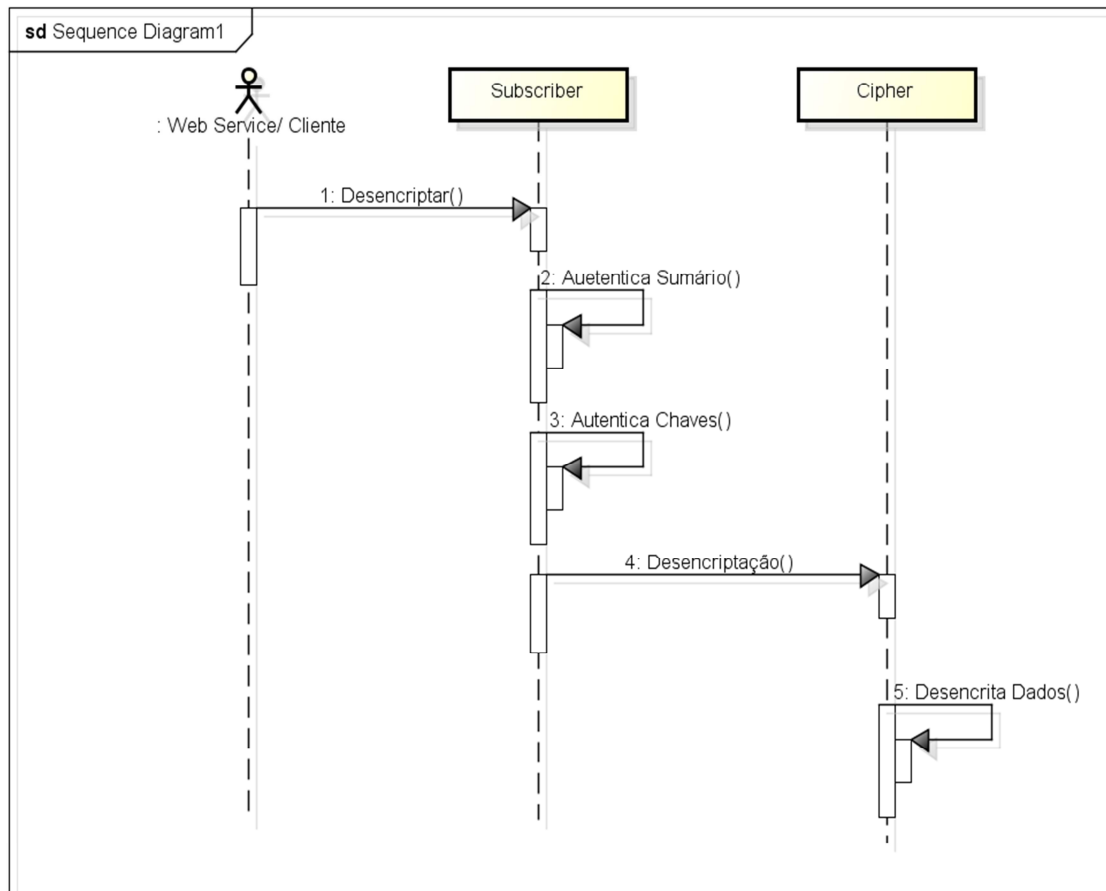 sd Sequence Diagram1
Subscriber
Cipher
: Web Service/ Cliente
1: Desencriptar()
2: Auetentica Sumário()
3: Autentica Chaves()
4: Desencriptação()
5: Desencrita Dados()